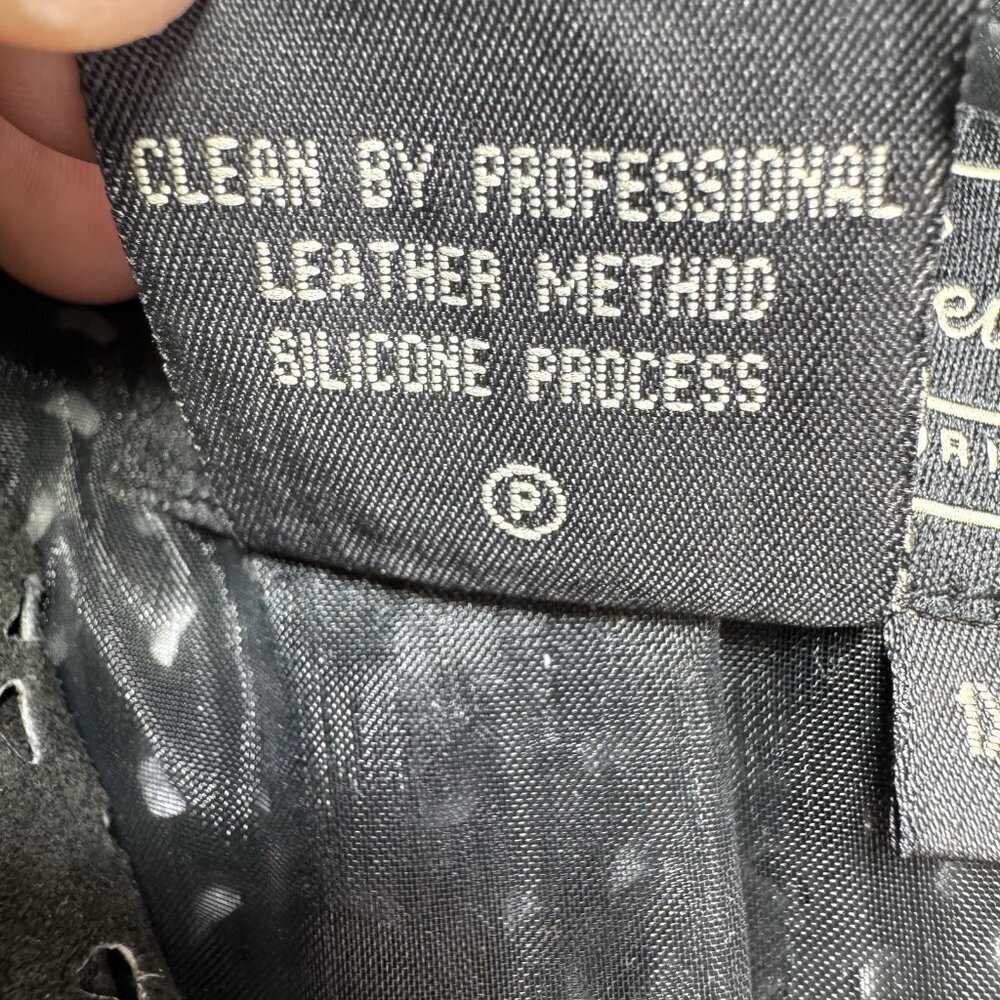 CLEAN BY PROFESSIONAL
LEATHER METHOD
SILICONE PROCESS
P